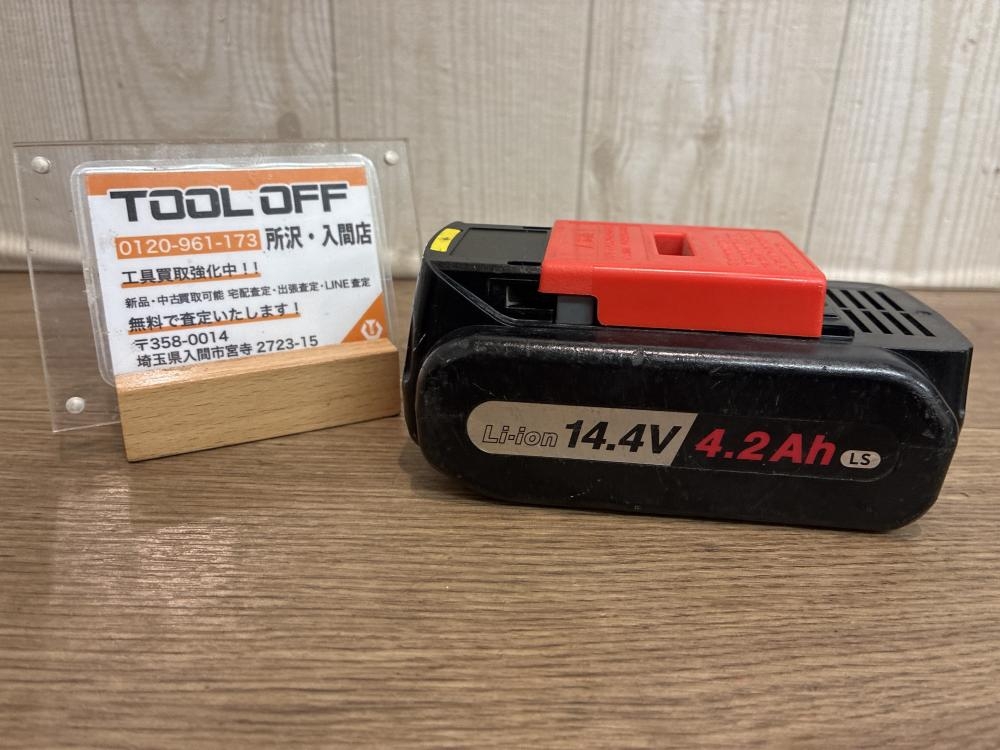 TOOL OFF
0120-961-173 所沢・入間店
工具買取強化中!!
新品・中古買取可能 宅配査定・出張査定・LINE査定
無料で査定いたします!
〒358-0014
埼玉県入間市宮寺 2723-15
Li-ion 14.4V 4.2Ah LS